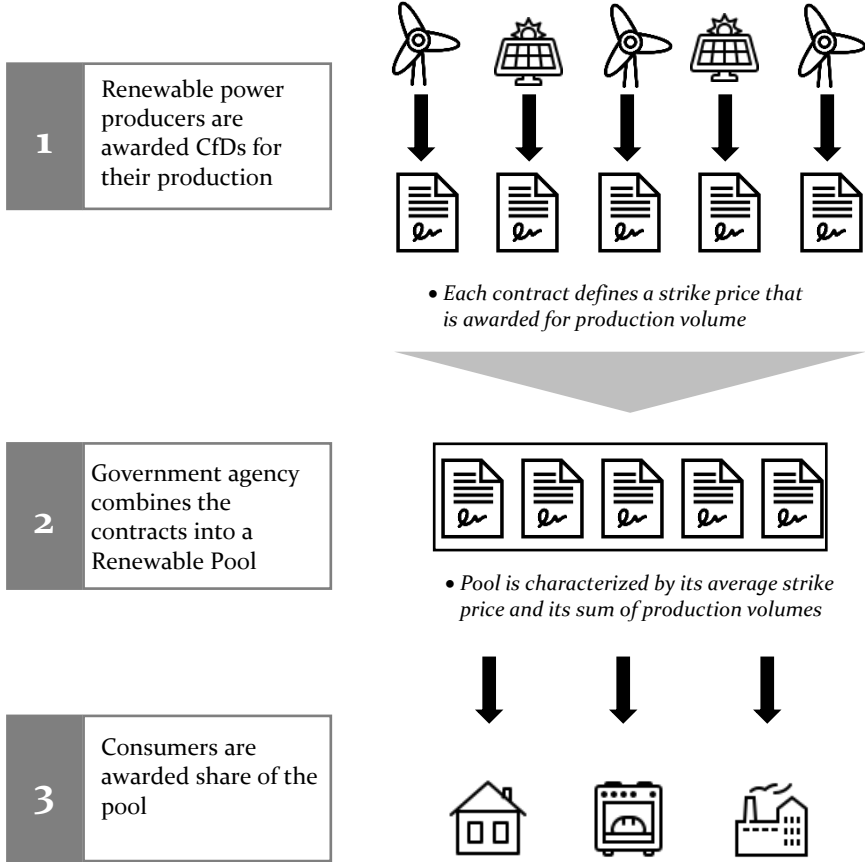 1
Renewable power
producers are
awarded CfDs for
their production
• Each contract defines a strike price that
is awarded for production volume
2
Government agency
combines the
contracts into a
Renewable Pool
• Pool is characterized by its average strike
price and its sum of production volumes
3
Consumers are
awarded share of the
pool